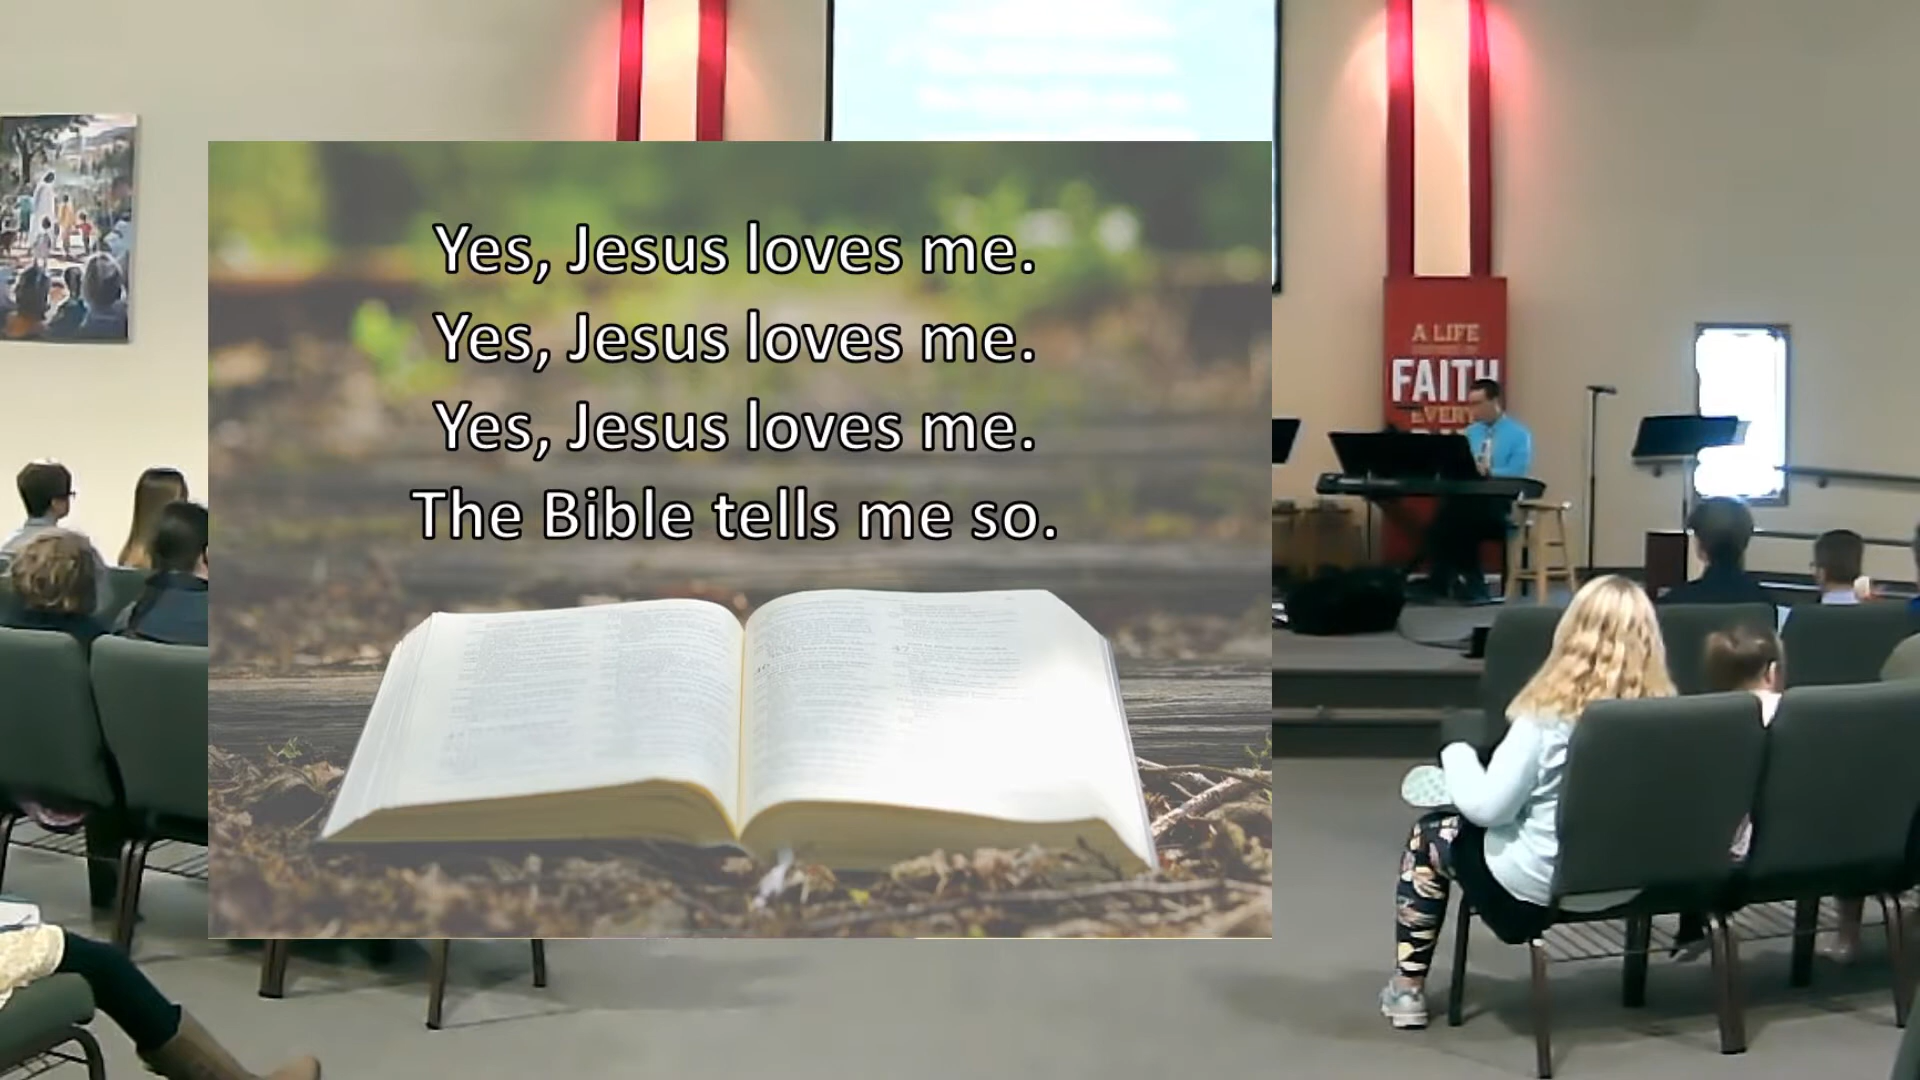 Yes, Jesus loves me.
Yes, Jesus loves me.
Yes, Jesus loves me.
The Bible tells me so.
A LIFE
FAITH
EVERY